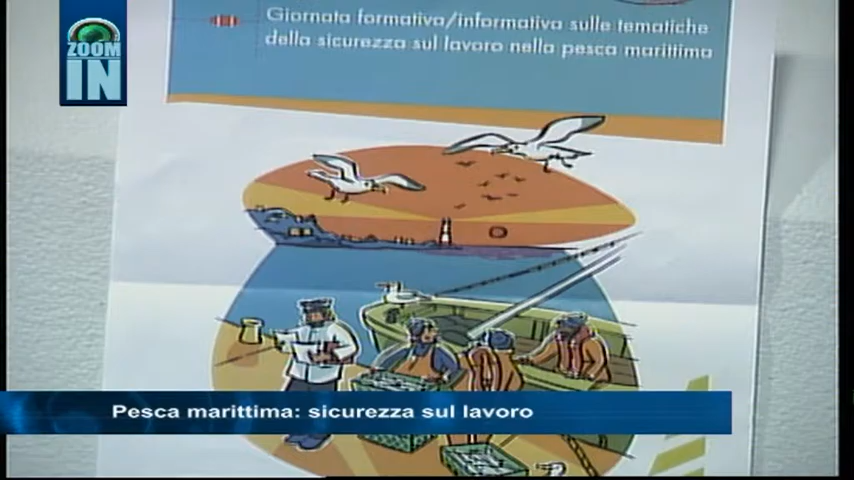 ZOOM
IN
Giornata formativa/informativa sulle tematiche
della sicurezza sul lavoro nella pesca marittima
Pesca marittima: sicurezza sul lavoro